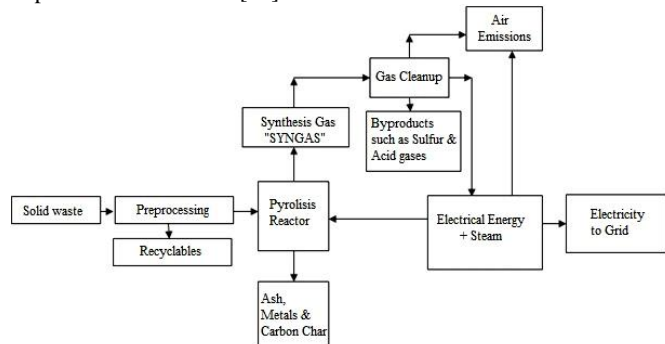 Air
Emissions
Gas Cleanup
Synthesis Gas
"SYNGAS"
Byproducts
such as Sulfur &
Acid gases
Solid waste
Preprocessing
Pyrolisis
Reactor
Electrical Energy
+ Steam
Electricity
to Grid
Recyclables
Ash,
Metals &
Carbon Char